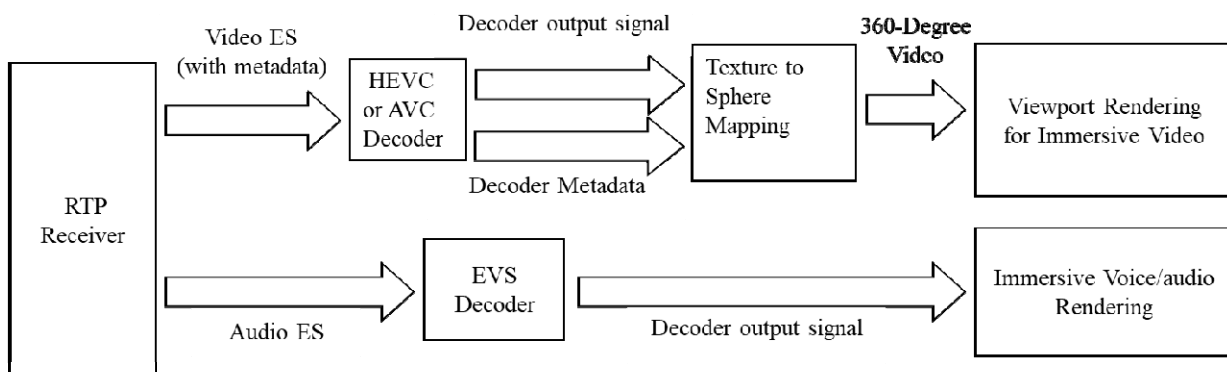 Video ES
(with metadata)
HEVC
or AVC
Decoder
Decoder output signal
Decoder Metadata
Texture to
Sphere
Mapping
360-Degree
Video
Viewport Rendering
for Immersive Video
RTP
Receiver
Audio ES
EVS
Decoder
Decoder output signal
Immersive Voice/audio
Rendering